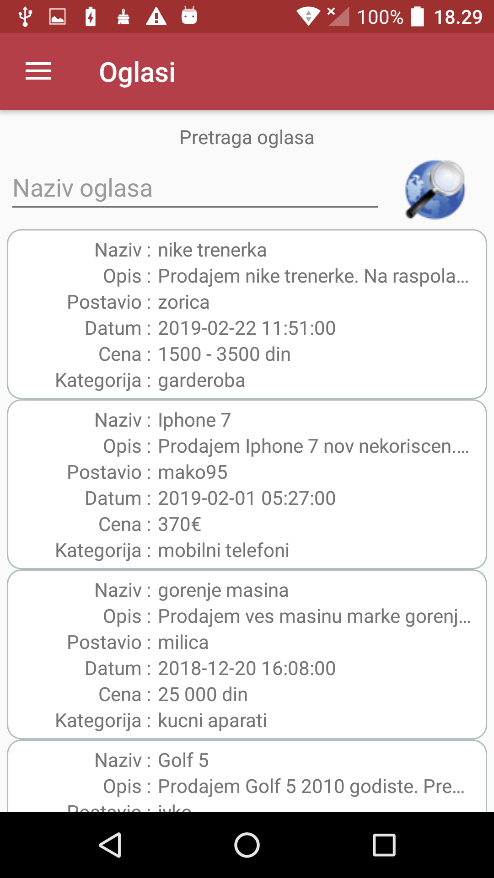 100% 18.29
Oglasi
Pretraga oglasa
Naziv oglasa
Naziv : nike trenerka
Opis : Prodajem nike trenerke. Na raspola...
Postavio : zorica
Datum : 2019-02-22 11:51:00
Cena : 1500 - 3500 din
Kategorija : garderoba
Naziv : Iphone 7
Opis : Prodajem Iphone 7 nov nekoriscen....
Postavio : mako95
Datum : 2019-02-01 05:27:00
Cena : 370€
Kategorija : mobilni telefoni
Naziv : gorenje masina
Opis : Prodajem ves masinu marke gorenj...
Postavio : milica
Datum : 2018-12-20 16:08:00
Cena : 25 000 din
Kategorija : kucni aparati
Naziv : Golf 5
Opis : Prodajem Golf 5 2010 godiste. Pre...
Postavio :